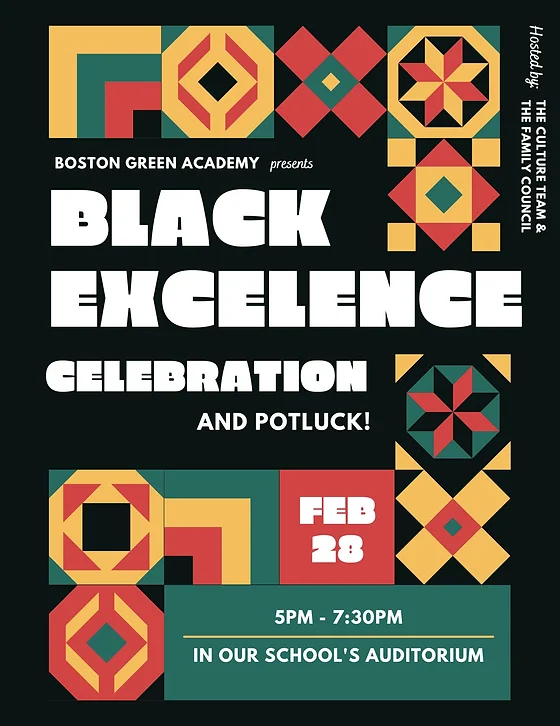 Hosted by: THE CULTURE TEAM &
THE FAMILY COUNCIL
BOSTON GREEN ACADEMY presents
BLACK
EXCELENCE
CELEBRATION
AND POTLUCK!
FEB
28
5PM - 7:30PM
IN OUR SCHOOL'S AUDITORIUM